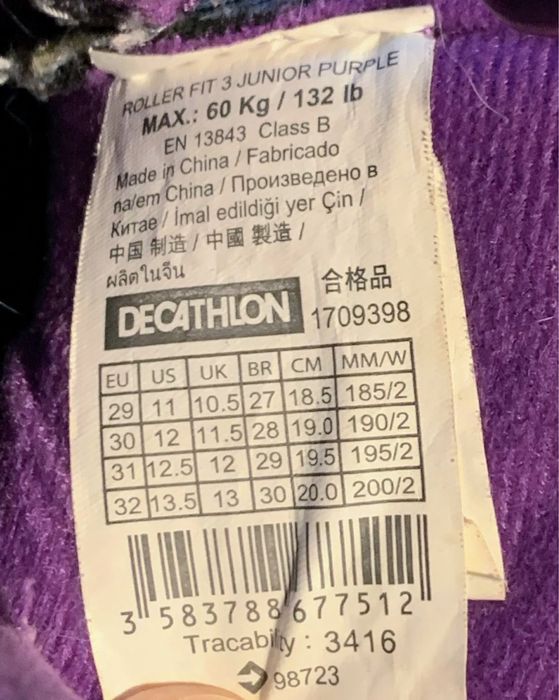 ROLLER FIT 3 JUNIOR PURPLE
MAX.: 60 Kg / 132 lb
EN 13843 Class B
Made in China / Fabricado
na/em China / Произведено в
Китае / İmal edildiği yer Çin /
中国 制造 / 中國 製造 /
ผลิตในจีน
合格品
DECATHLON 1709398
EU US UK BR CM MM/W
29 11 10.5 27 18.5 185/2
30 12 11.5 28 19.0 190/2
31 12.5 12 29 19.5 195/2
32 13.5 13 30 20.0 200/2
3 583788 677512
Tracability : 3416
98723